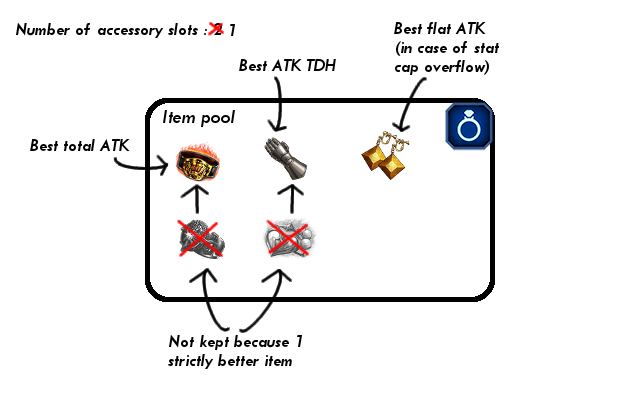 Number of accessory slots : 2 1
Best flat ATK
(in case of stat
cap overflow)
Best ATK TDH
Item pool
Best total ATK
Not kept because 1
strictly better item